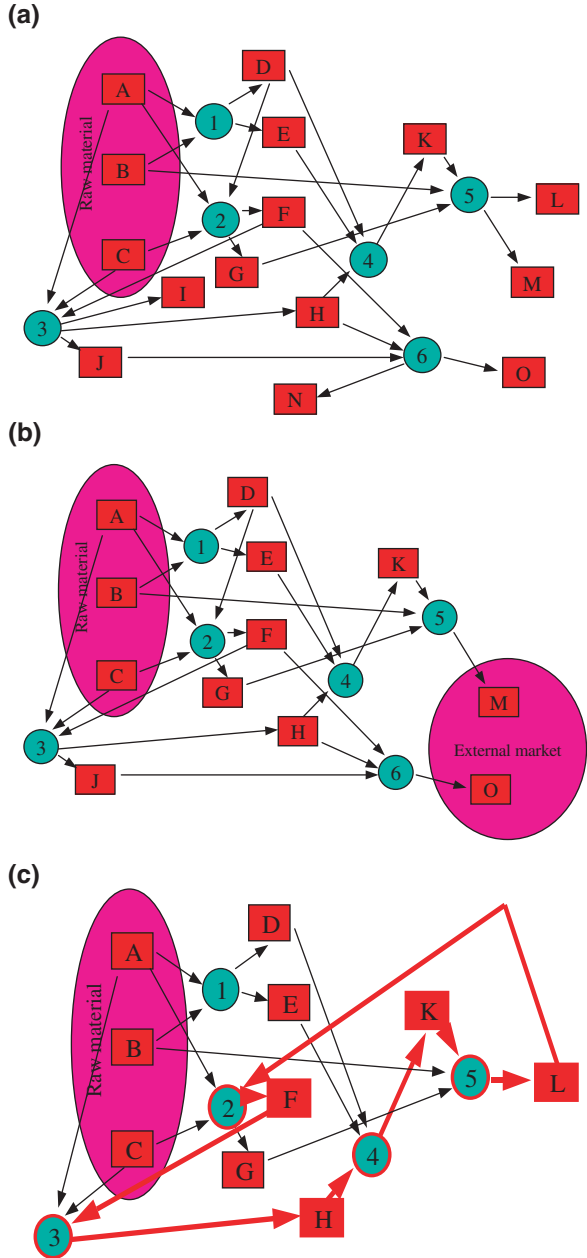 (a)
D
A
1
E
K
Raw material
B
5
L
2
F
C
G
4
M
I
H
3
J
6
O
N
(b)
D
A
1
E
K
Raw material
B
5
2
F
C
G
4
M
H
3
External market
J
6
O
(c)
D
A
1
E
K
Raw material
B
5
L
2
F
C
G
4
H
3